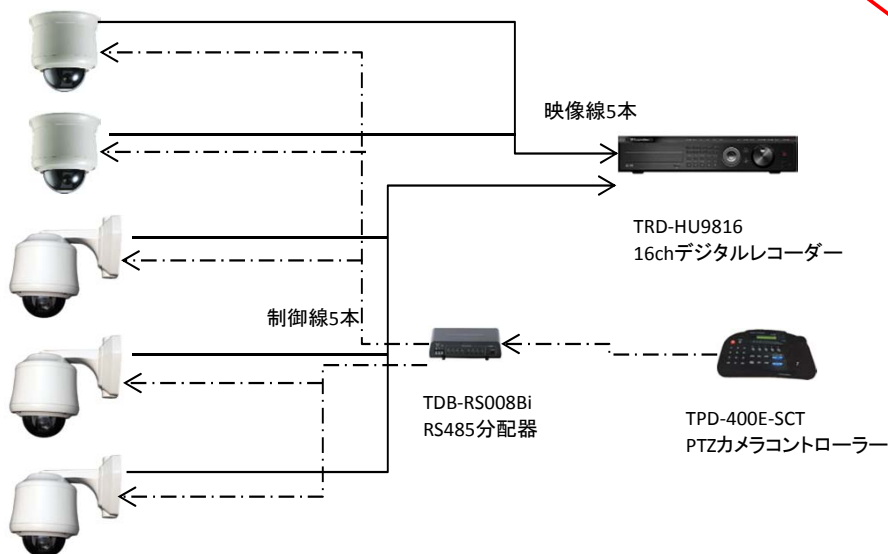 映像線5本
TRD-HU9816
16chデジタルレコーダー
制御線5本
TDB-RS008Bi
RS485分配器
TPD-400E-SCT
PTZカメラコントローラー